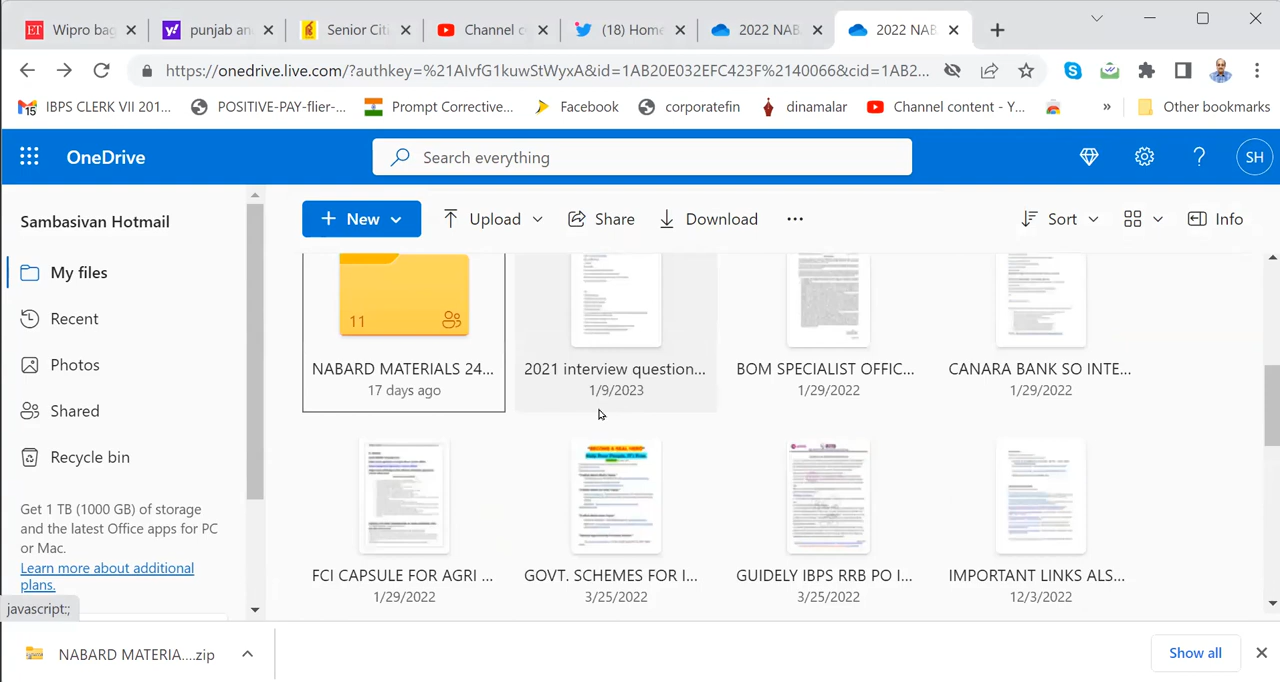 ET Wipro bag
punjab an
Senior Citi
Channel c
(18) Home
2022 NAB
2022 NAB
https://onedrive.live.com/?authkey=%21AIvfG1kuwStWyxA&id=1AB20E032EFC423F%2140066&cid=1AB2...
15 IBPS CLERK VII 201...
POSITIVE-PAY-flier-...
Prompt Corrective...
Facebook
corporatefin
dinamalar
Channel content - Y...
» Other bookmarks
OneDrive
Search everything
SH
Sambasivan Hotmail
My files
Recent
Photos
Shared
Recycle bin
Get 1 TB (1000 GB) of storage
and the latest Office apps for PC
or Mac.
Learn more about additional
plans.
javascript:;
+ New
Upload
Share
Download
...
Sort
Info
11
NABARD MATERIALS 24...
17 days ago
2021 interview question...
1/9/2023
BOM SPECIALIST OFFIC...
1/29/2022
CANARA BANK SO INTE...
1/29/2022
FCI CAPSULE FOR AGRI ...
1/29/2022
GOVT. SCHEMES FOR I...
3/25/2022
GUIDELY IBPS RRB PO I...
3/25/2022
IMPORTANT LINKS ALS...
12/3/2022
NABARD MATERIA....zip
Show all